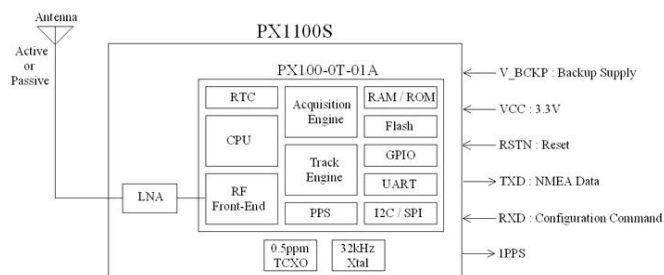 Antenna
Active
or
Passive
PX1100S
PX100-0T-01A
RTC
CPU
RF
Front-End
Acquisition
Engine
Track
Engine
PPS
RAM / ROM
Flash
GPIO
UART
I2C / SPI
LNA
0.5ppm
TCXO
32kHz
Xtal
V_BCKP : Backup Supply
VCC : 3.3V
RSTN : Reset
TXD : NMEA Data
RXD : Configuration Command
1PPS